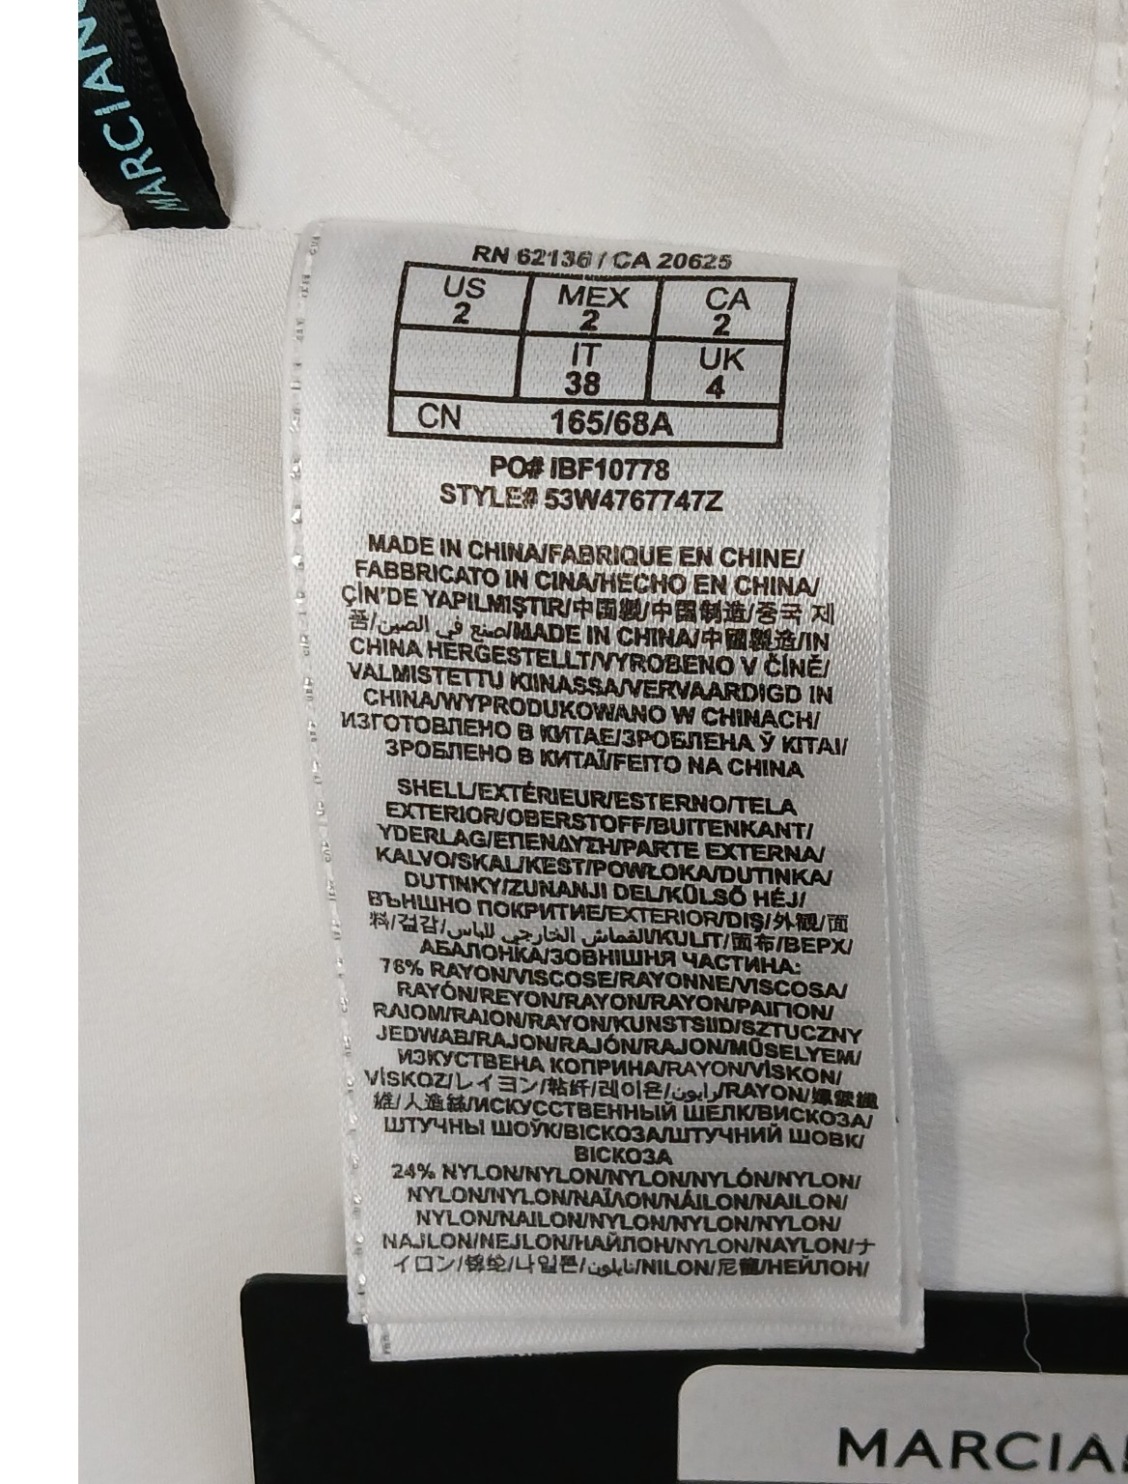 MARCIAN
RN 62136 / CA 20625
US 2 MEX 2 CA 2
IT 38 UK 4
CN 165/68A
PO# IBF10778
STYLE# 53W4767747Z
MADE IN CHINA/FABRIQUE EN CHINE/
FABBRICATO IN CINA/HECHO EN CHINA/
ÇİN'DE YAPILMIŞTIR/中国製/中国制造/중국 제
품/صنع في الصين/MADE IN CHINA/中國製造/IN
CHINA HERGESTELLT/VYROBENO V ČÍNĚ/
VALMISTETTU KIINASSA/VERVAARDIGD IN
CHINA/WYPRODUKOWANO W CHINACH/
ИЗГОТОВЛЕНО В КИТАЕ/ЗРОБЛЕНА Ў КІТАІ/
ЗРОБЛЕНО В КИТАЇ/FEITO NA CHINA
SHELL/EXTÉRIEUR/ESTERNO/TELA
EXTERIOR/OBERSTOFF/BUITENKANT/
YDERLAG/ΕΠΕΝΔΥΣΗ/PARTE EXTERNA/
KALVO/SKAL/KEST/POWŁOKA/DUTINKA/
DUTINKY/ZUNANJI DEL/KÜLSŐ HÉJ/
ВЪНШНО ПОКРИТИЕ/EXTERIOR/DIŞ/外観/面
料/겉감/القماش الخارجي للباس/KULIT/面布/ВЕРХ/
АБАЛОНКА/ЗОВНІШНЯ ЧАСТИНА:
76% RAYON/VISCOSE/RAYONNE/VISCOSA/
RAYÓN/REYON/RAYON/RAYON/ΡΑΙΓΙΟΝ/
RAIOM/RAION/RAYON/KUNSTSIID/SZTUCZNY
JEDWAB/RAJON/RAJÓN/RAJON/MŰSELYEM/
ИЗКУСТВЕНА КОПРИНА/RAYON/VİSKON/
VİSKOZ/レイヨン/粘纤/레이온/رايون/RAYON/嫘縈纖
維/人造絲/ИСКУССТВЕННЫЙ ШЕЛК/ВИСКОЗА/
ШТУЧНЫ ШОЎК/ВІСКОЗА/ШТУЧНИЙ ШОВК/
ВІСКОЗА
24% NYLON/NYLON/NYLON/NYLÓN/NYLON/
NYLON/NYLON/ΝΑΪΛΟΝ/NÁILON/NAILON/
NYLON/NAILON/NYLON/NYLON/NYLON/
NAJLON/NEJLON/НАЙЛОН/NYLON/NAYLON/ナ
イロン/锦纶/나일론/نايلون/NILON/尼龍/НЕЙЛОН/
MARCIA